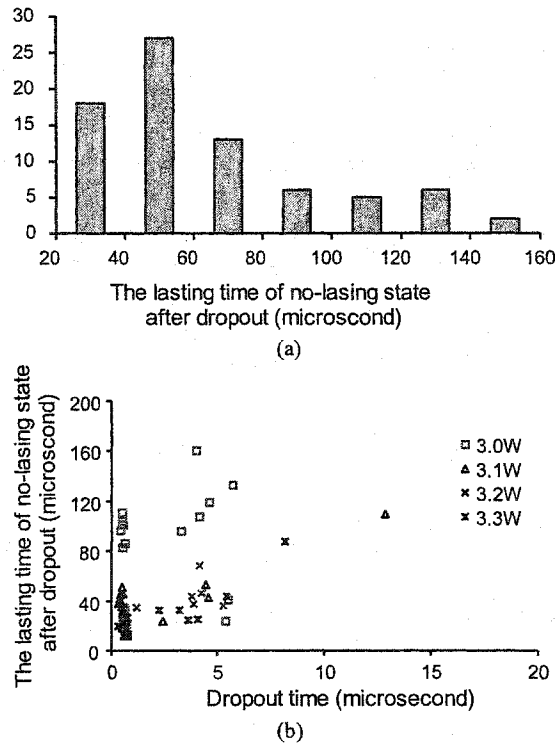 30
25
20
15
10
5
0
20 40 60 80 100 120 140 160
The lasting time of no-lasing state
after dropout (microscond)
(a)
The lasting time of no-lasing state
after dropout (microscond)
200
160
120
80
40
0
3.0W
3.1W
3.2W
3.3W
0 5 10 15 20
Dropout time (microsecond)
(b)